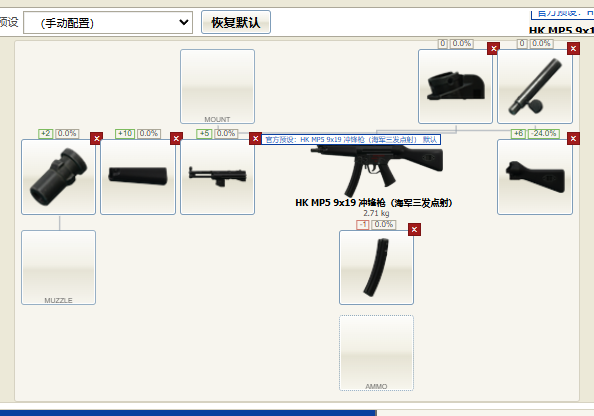 预设 （手动配置） 恢复默认
官方预设：H
HK MP5 9x1
0 0.0% 0 0.0%
MOUNT
+2 0.0% +10 0.0% +5 0.0% +6 -24.0%
官方预设：HK MP5 9x19 冲锋枪（海军三发点射） 默认
HK MP5 9x19 冲锋枪（海军三发点射）
2.71 kg
-1 0.0%
MUZZLE
AMMO